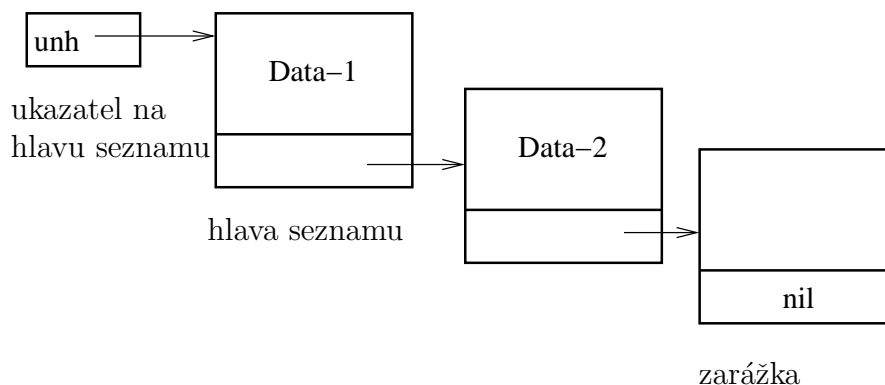 unh
Data–1
ukazatel na
hlavu seznamu
Data–2
hlava seznamu
nil
zarážka